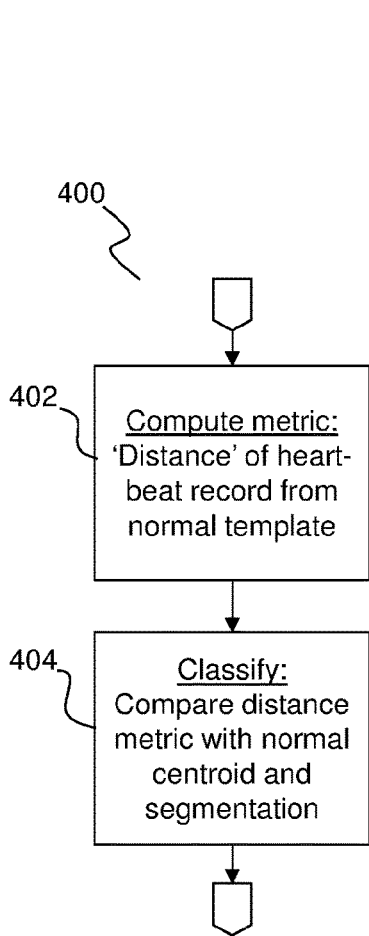 400
402
Compute metric:
‘Distance’ of heart-
beat record from
normal template
404
Classify:
Compare distance
metric with normal
centroid and
segmentation